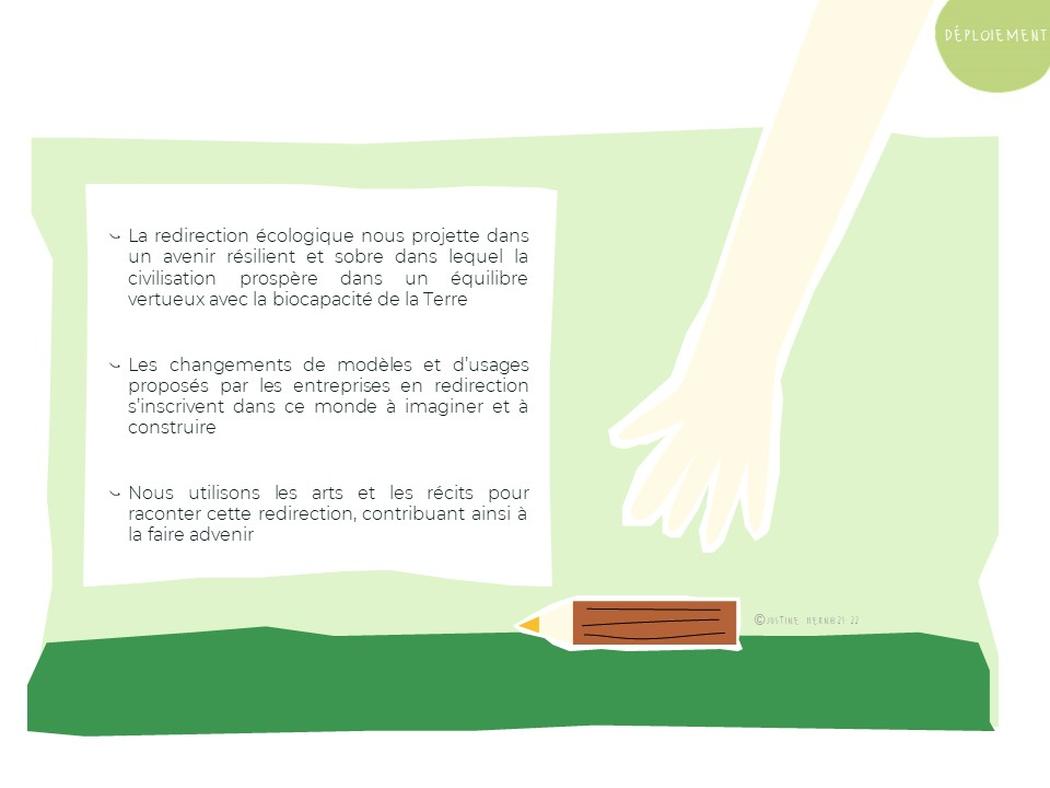 DÉPLOIEMENT
La redirection écologique nous projette dans
un avenir résilient et sobre dans lequel la
civilisation prospère dans un équilibre
vertueux avec la biocapacité de la Terre
Les changements de modèles et d'usages
proposés par les entreprises en redirection
s'inscrivent dans ce monde à imaginer et à
construire
Nous utilisons les arts et les récits pour
raconter cette redirection, contribuant ainsi à
la faire advenir
©JUSTINE